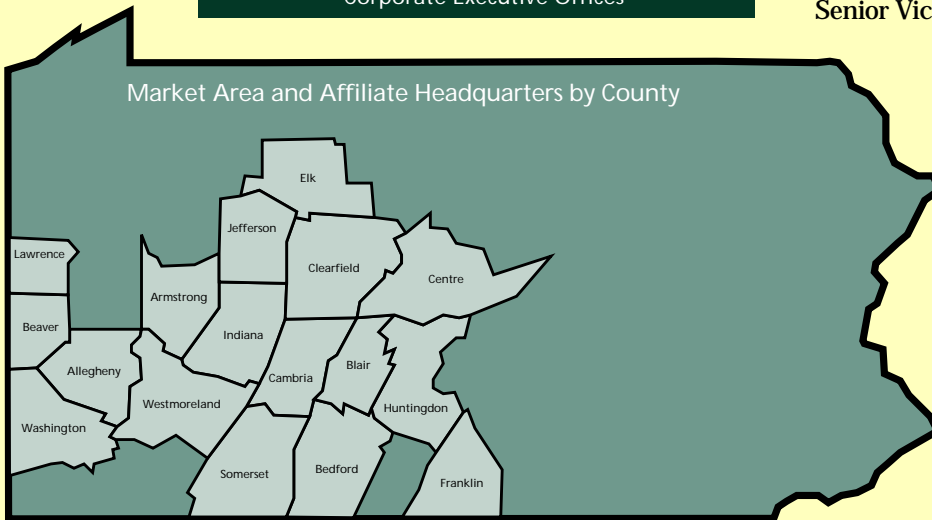 Corporate Executive Offices
Senior Vic
Market Area and Affiliate Headquarters by County
Elk
Jefferson
Lawrence
Clearfield
Centre
Armstrong
Beaver
Indiana
Blair
Allegheny
Cambria
Westmoreland
Huntingdon
Washington
Somerset
Bedford
Franklin